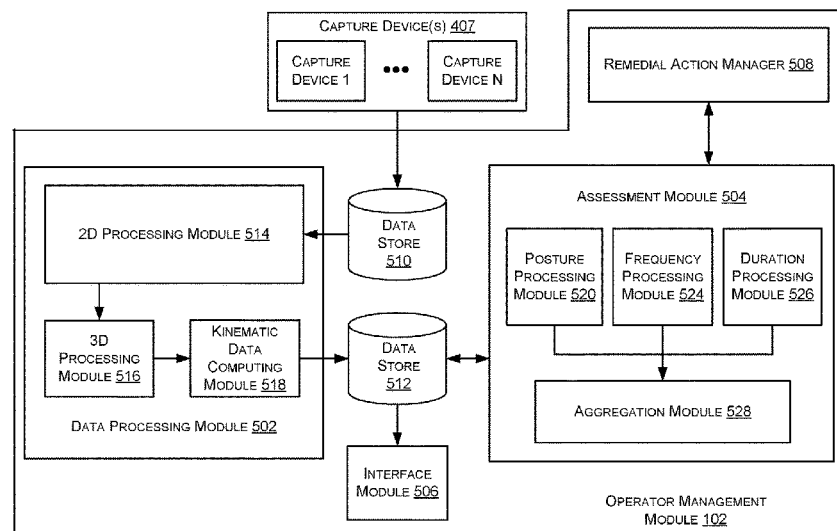 CAPTURE DEVICE(S) 407
CAPTURE
DEVICE 1
•••
CAPTURE
DEVICE N
REMEDIAL ACTION MANAGER 508
2D PROCESSING MODULE 514
DATA
STORE
510
ASSESSMENT MODULE 504
POSTURE
PROCESSING
MODULE 520
FREQUENCY
PROCESSING
MODULE 524
DURATION
PROCESSING
MODULE 526
3D
PROCESSING
MODULE 516
KINEMATIC
DATA
COMPUTING
MODULE 518
DATA
STORE
512
AGGREGATION MODULE 528
DATA PROCESSING MODULE 502
INTERFACE
MODULE 506
OPERATOR MANAGEMENT
MODULE 102